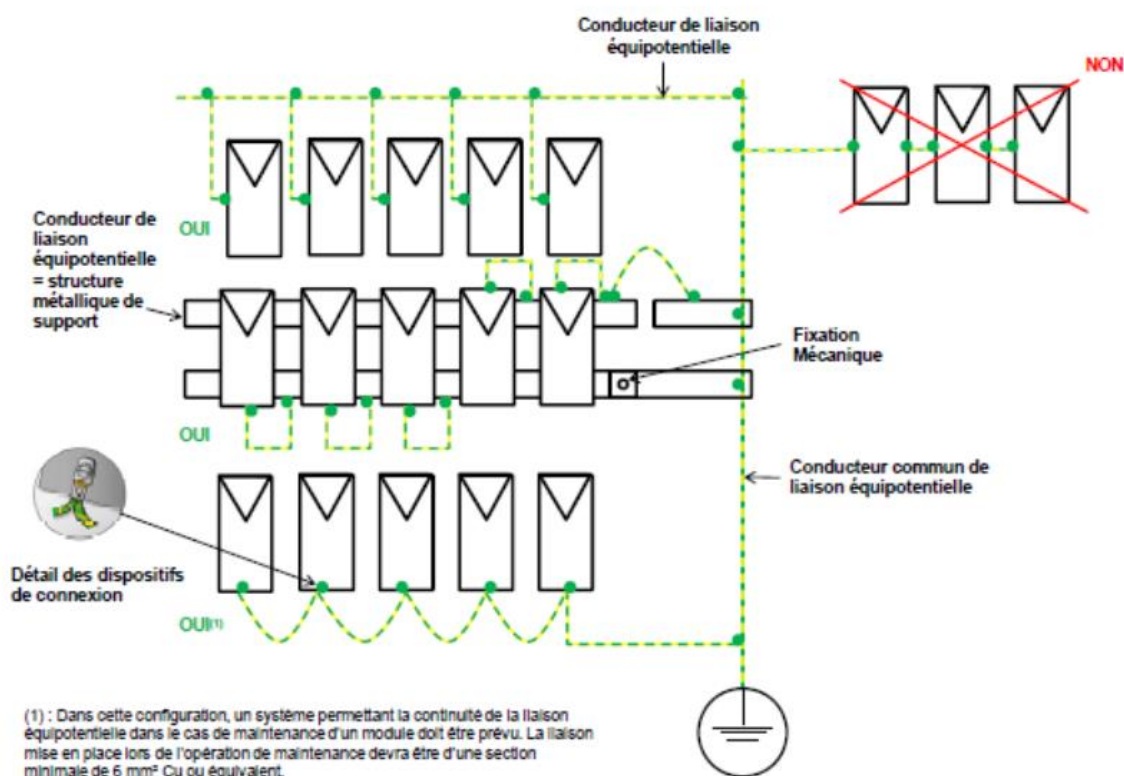 Conducteur de liaison
équipotentielle
NON
Conducteur de
liaison
équipotentielle
= structure
métallique de
support
OUI
Fixation
Mécanique
OUI
Conducteur commun de
liaison équipotentielle
Détail des dispositifs
de connexion
OUI(1)
(1) : Dans cette configuration, un système permettant la continuité de la liaison
équipotentielle dans le cas de maintenance d'un module doit être prévu. La liaison
mise en place lors de l'opération de maintenance devra être d'une section
minimale de 6 mm² Cu ou équivalent.